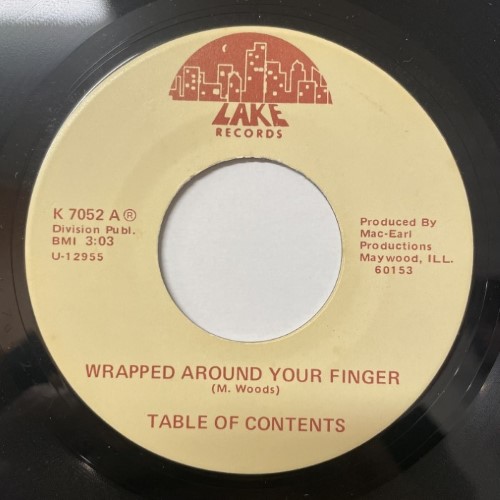 LAKE
RECORDS
K 7052 A Ⓡ
Division Publ.
BMI 3:03
U-12955
Produced By
Mac-Earl
Productions
Maywood, ILL.
60153
WRAPPED AROUND YOUR FINGER
(M. Woods)
TABLE OF CONTENTS